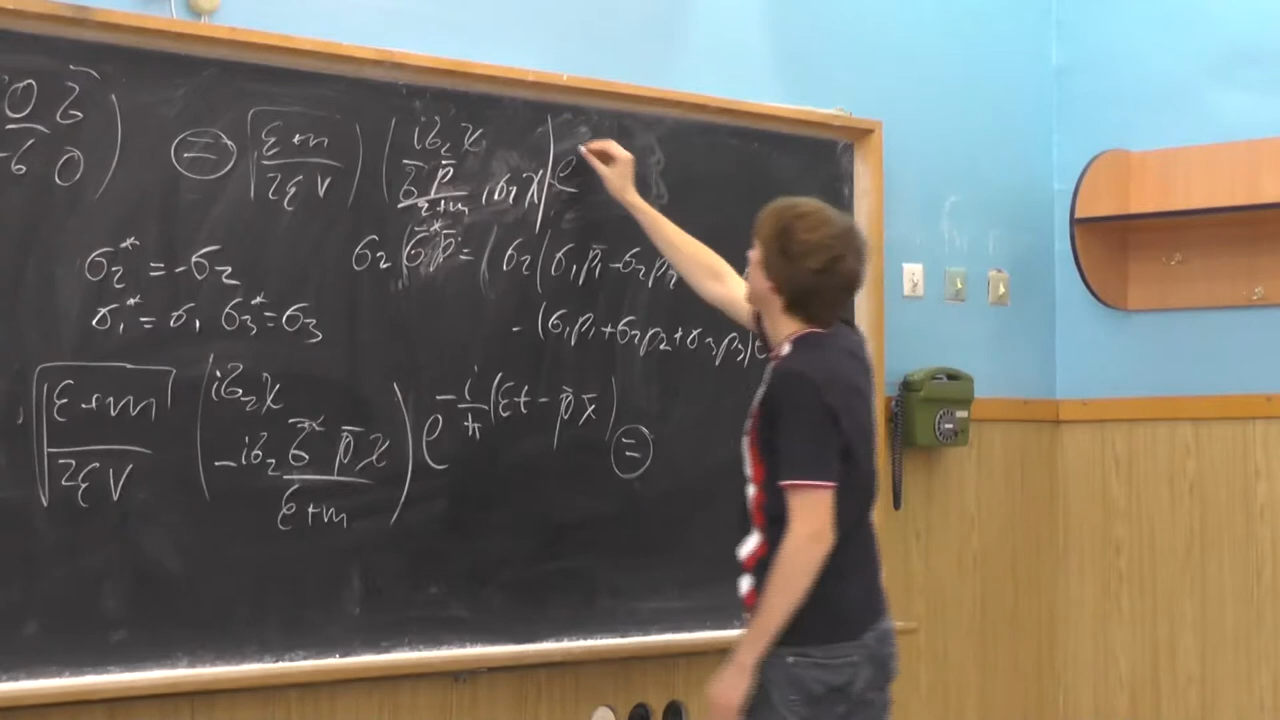 0 σ̄
-σ̄ 0 )
⊜ √((ε+m)/(2εV)) ( iσ₂χ
(σ̄p̄)/(ε+m) iσ₂χ ) e
σ₂* = -σ₂
σ₂(σ̄*p̄ = (σ₂(σ₁p₁-σ₂p₂
σ₁* = σ₁ σ₃* = σ₃
-(σ₁p₁+σ₂p₂+σ₃p₃)
√((ε+m)/(2εV)) ( iσ₂χ
-iσ₂ (σ̄* p̄χ)/(ε+m) ) e^(-i/ħ(εt - p̄x̄)) ⊜